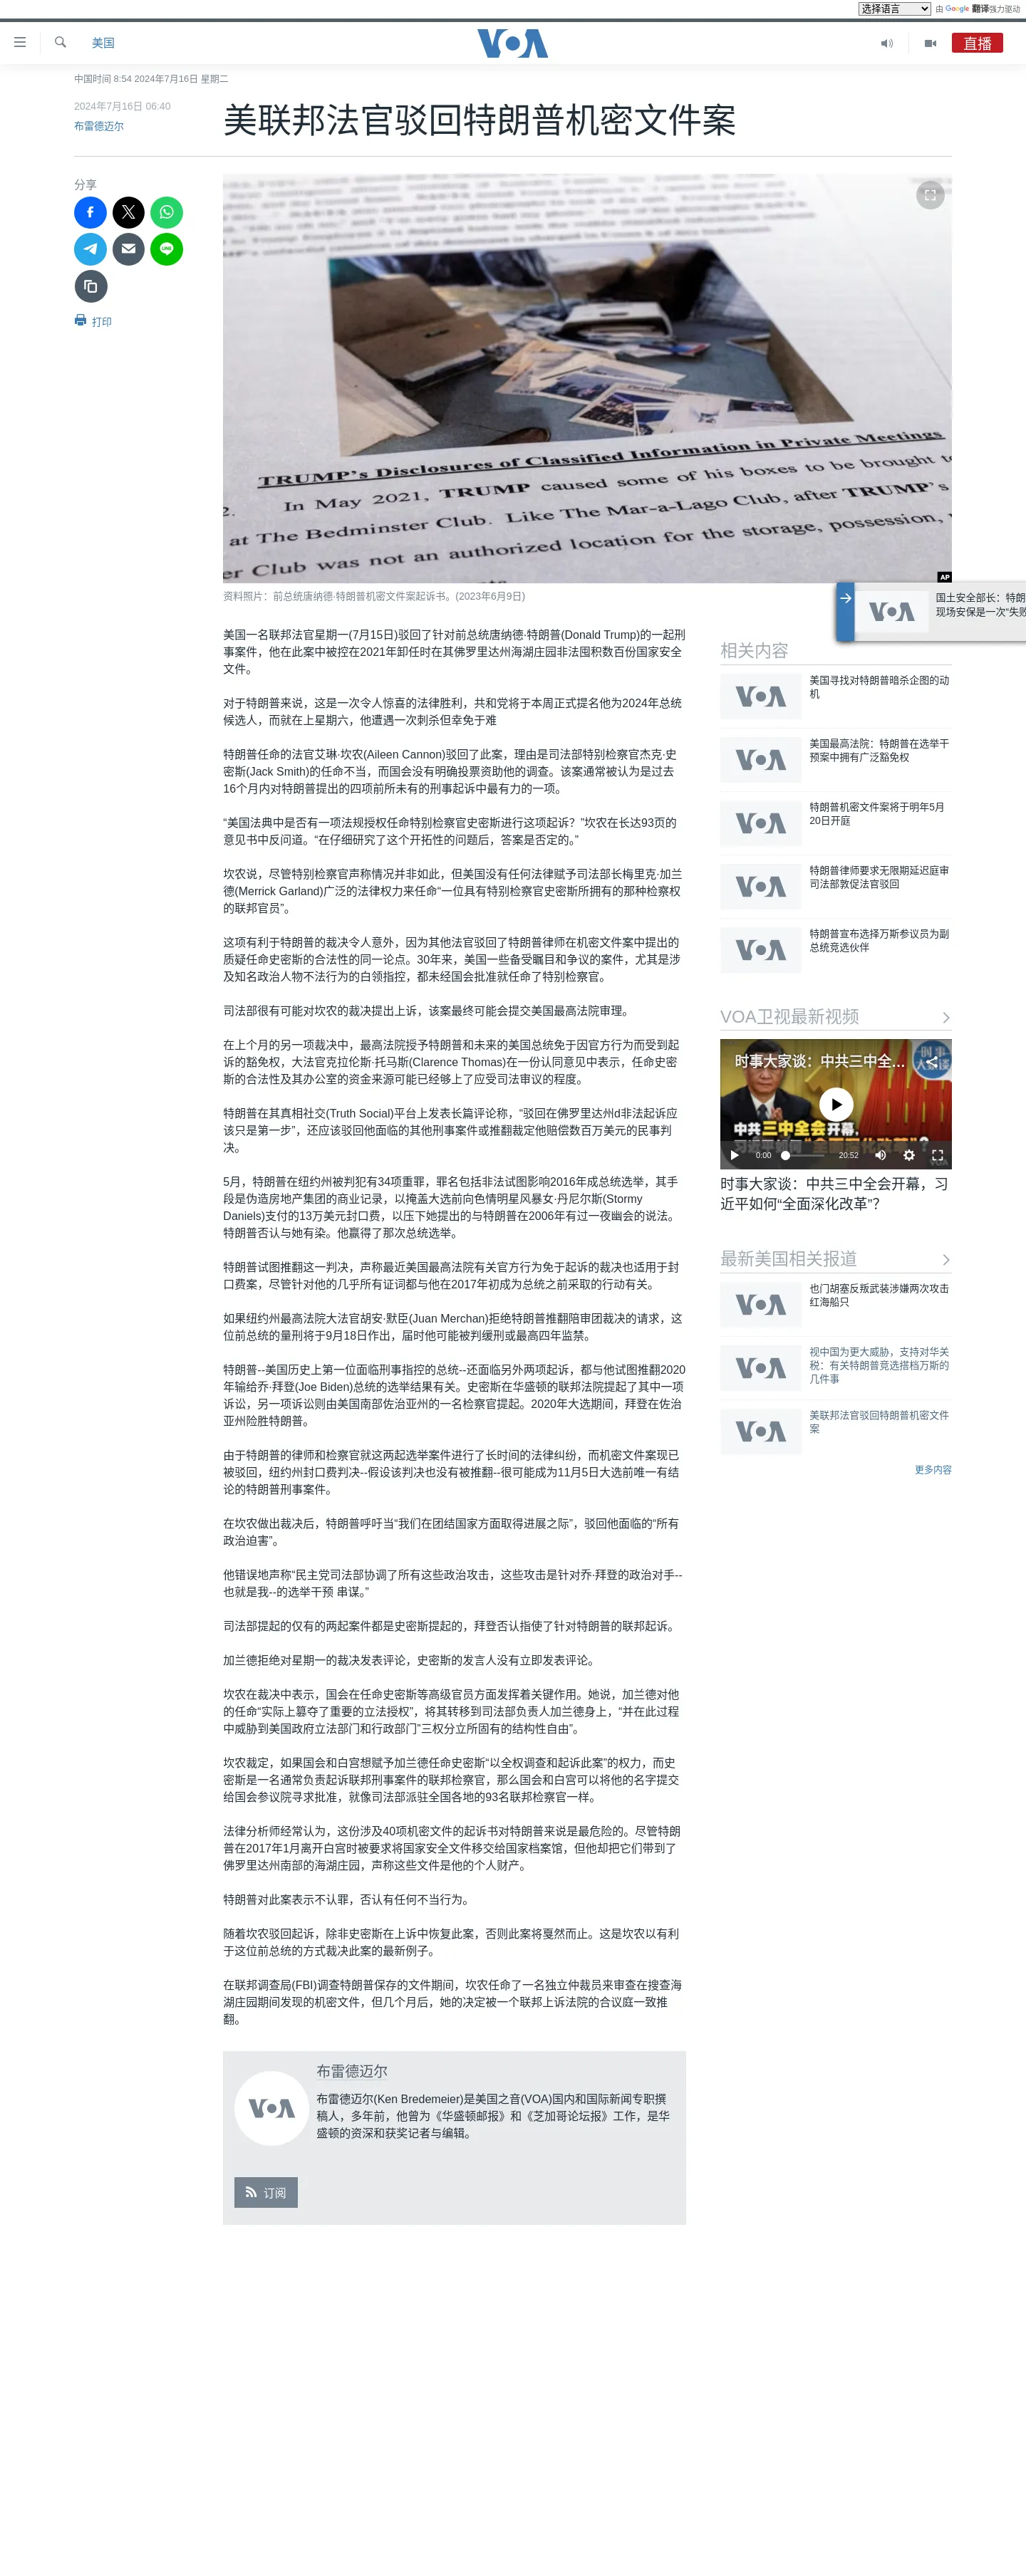 选择语言
由 Google 翻译强力驱动
美国
VOA
直播
中国时间 8:54 2024年7月16日 星期二
2024年7月16日 06:40
布雷德迈尔
美联邦法官驳回特朗普机密文件案
分享
LINE
打印
TRUMP's Disclosures of Classified Information in Private Meetings
In May 2021, TRUMP caused some of his boxes to be brought to
at The Bedminster Club. Like The Mar-a-Lago Club, after TRUMP's
er Club was not an authorized location for the storage, possession,
AP
资料照片：前总统唐纳德·特朗普机密文件案起诉书。(2023年6月9日)
国土安全部长：特朗
现场安保是一次“失败
VOA
美国一名联邦法官星期一(7月15日)驳回了针对前总统唐纳德·特朗普(Donald Trump)的一起刑
事案件，他在此案中被控在2021年卸任时在其佛罗里达州海湖庄园非法囤积数百份国家安全
文件。
对于特朗普来说，这是一次令人惊喜的法律胜利，共和党将于本周正式提名他为2024年总统
候选人，而就在上星期六，他遭遇一次刺杀但幸免于难
特朗普任命的法官艾琳·坎农(Aileen Cannon)驳回了此案，理由是司法部特别检察官杰克·史
密斯(Jack Smith)的任命不当，而国会没有明确投票资助他的调查。该案通常被认为是过去
16个月内对特朗普提出的四项前所未有的刑事起诉中最有力的一项。
“美国法典中是否有一项法规授权任命特别检察官史密斯进行这项起诉？”坎农在长达93页的
意见书中反问道。“在仔细研究了这个开拓性的问题后，答案是否定的。”
坎农说，尽管特别检察官声称情况并非如此，但美国没有任何法律赋予司法部长梅里克·加兰
德(Merrick Garland)广泛的法律权力来任命“一位具有特别检察官史密斯所拥有的那种检察权
的联邦官员”。
这项有利于特朗普的裁决令人意外，因为其他法官驳回了特朗普律师在机密文件案中提出的
质疑任命史密斯的合法性的同一论点。30年来，美国一些备受瞩目和争议的案件，尤其是涉
及知名政治人物不法行为的白领指控，都未经国会批准就任命了特别检察官。
司法部很有可能对坎农的裁决提出上诉，该案最终可能会提交美国最高法院审理。
在上个月的另一项裁决中，最高法院授予特朗普和未来的美国总统免于因官方行为而受到起
诉的豁免权，大法官克拉伦斯·托马斯(Clarence Thomas)在一份认同意见中表示，任命史密
斯的合法性及其办公室的资金来源可能已经够上了应受司法审议的程度。
特朗普在其真相社交(Truth Social)平台上发表长篇评论称，“驳回在佛罗里达州d非法起诉应
该只是第一步”，还应该驳回他面临的其他刑事案件或推翻裁定他赔偿数百万美元的民事判
决。
5月，特朗普在纽约州被判犯有34项重罪，罪名包括非法试图影响2016年成总统选举，其手
段是伪造房地产集团的商业记录，以掩盖大选前向色情明星风暴女·丹尼尔斯(Stormy
Daniels)支付的13万美元封口费，以压下她提出的与特朗普在2006年有过一夜幽会的说法。
特朗普否认与她有染。他赢得了那次总统选举。
特朗普试图推翻这一判决，声称最近美国最高法院有关官方行为免于起诉的裁决也适用于封
口费案，尽管针对他的几乎所有证词都与他在2017年初成为总统之前采取的行动有关。
如果纽约州最高法院大法官胡安·默臣(Juan Merchan)拒绝特朗普推翻陪审团裁决的请求，这
位前总统的量刑将于9月18日作出，届时他可能被判缓刑或最高四年监禁。
特朗普--美国历史上第一位面临刑事指控的总统--还面临另外两项起诉，都与他试图推翻2020
年输给乔·拜登(Joe Biden)总统的选举结果有关。史密斯在华盛顿的联邦法院提起了其中一项
诉讼，另一项诉讼则由美国南部佐治亚州的一名检察官提起。2020年大选期间，拜登在佐治
亚州险胜特朗普。
由于特朗普的律师和检察官就这两起选举案件进行了长时间的法律纠纷，而机密文件案现已
被驳回，纽约州封口费判决--假设该判决也没有被推翻--很可能成为11月5日大选前唯一有结
论的特朗普刑事案件。
在坎农做出裁决后，特朗普呼吁当“我们在团结国家方面取得进展之际”，驳回他面临的“所有
政治迫害”。
他错误地声称“民主党司法部协调了所有这些政治攻击，这些攻击是针对乔·拜登的政治对手--
也就是我--的选举干预 串谋。”
司法部提起的仅有的两起案件都是史密斯提起的，拜登否认指使了针对特朗普的联邦起诉。
加兰德拒绝对星期一的裁决发表评论，史密斯的发言人没有立即发表评论。
坎农在裁决中表示，国会在任命史密斯等高级官员方面发挥着关键作用。她说，加兰德对他
的任命“实际上篡夺了重要的立法授权”，将其转移到司法部负责人加兰德身上，“并在此过程
中威胁到美国政府立法部门和行政部门”三权分立所固有的结构性自由”。
坎农裁定，如果国会和白宫想赋予加兰德任命史密斯“以全权调查和起诉此案”的权力，而史
密斯是一名通常负责起诉联邦刑事案件的联邦检察官，那么国会和白宫可以将他的名字提交
给国会参议院寻求批准，就像司法部派驻全国各地的93名联邦检察官一样。
法律分析师经常认为，这份涉及40项机密文件的起诉书对特朗普来说是最危险的。尽管特朗
普在2017年1月离开白宫时被要求将国家安全文件移交给国家档案馆，但他却把它们带到了
佛罗里达州南部的海湖庄园，声称这些文件是他的个人财产。
特朗普对此案表示不认罪，否认有任何不当行为。
随着坎农驳回起诉，除非史密斯在上诉中恢复此案，否则此案将戛然而止。这是坎农以有利
于这位前总统的方式裁决此案的最新例子。
在联邦调查局(FBI)调查特朗普保存的文件期间，坎农任命了一名独立仲裁员来审查在搜查海
湖庄园期间发现的机密文件，但几个月后，她的决定被一个联邦上诉法院的合议庭一致推
翻。
VOA
布雷德迈尔
布雷德迈尔(Ken Bredemeier)是美国之音(VOA)国内和国际新闻专职撰
稿人，多年前，他曾为《华盛顿邮报》和《芝加哥论坛报》工作，是华
盛顿的资深和获奖记者与编辑。
订阅
相关内容
VOA
美国寻找对特朗普暗杀企图的动
机
VOA
美国最高法院：特朗普在选举干
预案中拥有广泛豁免权
VOA
特朗普机密文件案将于明年5月
20日开庭
VOA
特朗普律师要求无限期延迟庭审
司法部敦促法官驳回
VOA
特朗普宣布选择万斯参议员为副
总统竞选伙伴
VOA卫视最新视频
时事大家谈：中共三中全...
中共三中全会开幕，
0:00
20:52
时事大家谈：中共三中全会开幕，习
近平如何“全面深化改革”？
最新美国相关报道
VOA
也门胡塞反叛武装涉嫌两次攻击
红海船只
VOA
视中国为更大威胁，支持对华关
税：有关特朗普竞选搭档万斯的
几件事
VOA
美联邦法官驳回特朗普机密文件
案
更多内容